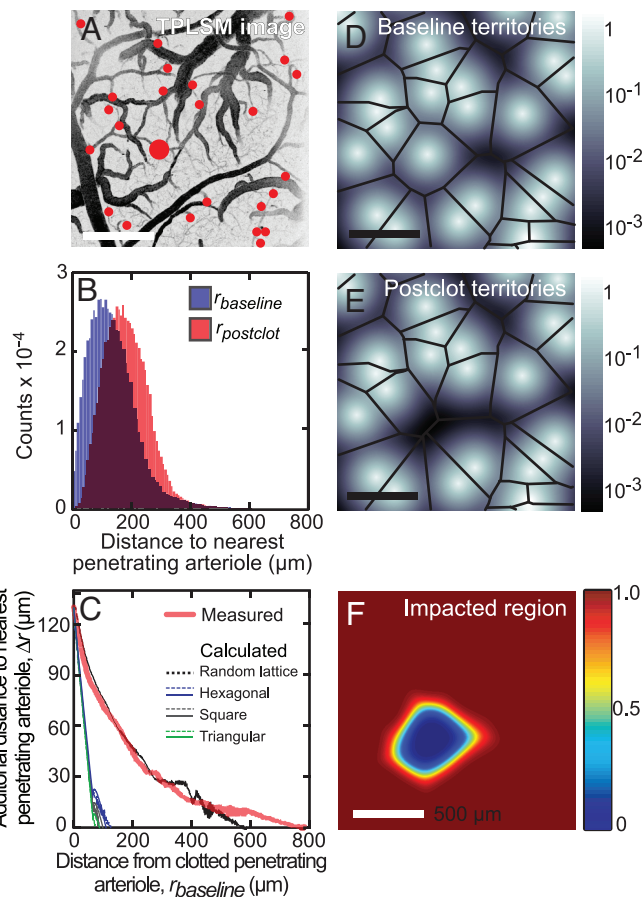 A TPLSM image
B
3
2
1
0
Counts x 10-4
rbaseline
rpostclot
0 200 400 600 800
Distance to nearest
penetrating arteriole (µm)
C
Additional distance to nearest
penetrating arteriole, Δr (µm)
120
90
60
30
0
Measured
Calculated
Random lattice
Hexagonal
Square
Triangular
0 200 400 600 800
Distance from clotted penetrating
arteriole, rbaseline (µm)
D Baseline territories
1
10-1
10-2
10-3
E Postclot territories
1
10-1
10-2
10-3
F Impacted region
500 µm
1.0
0.5
0